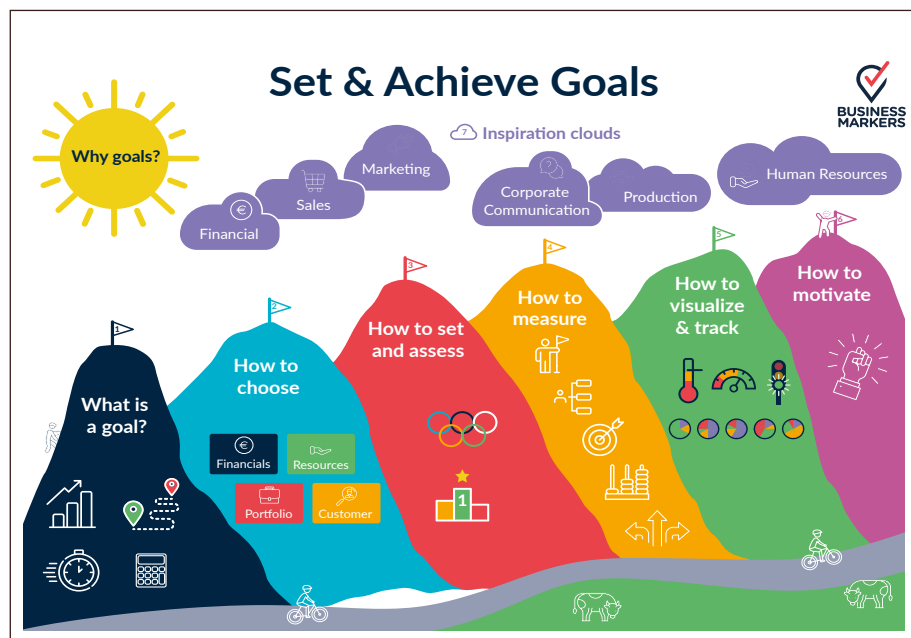 Set & Achieve Goals
BUSINESS
MARKERS
Why goals?
7 Inspiration clouds
Marketing
Sales
Financial
Corporate
Communication
Production
Human Resources
1
What is
a goal?
2
How to
choose
Financials
Resources
Portfolio
Customer
3
How to set
and assess
1
4
How to
measure
5
How to
visualize
& track
6
How to
motivate